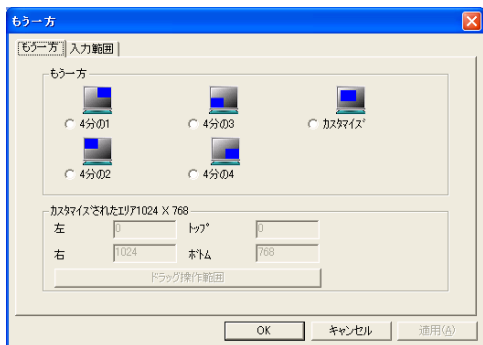 もう一方
もう一方 入力範囲
もう一方
4分の1 4分の3 カスタマイズ
4分の2 4分の4
カスタマイズされたエリア1024 X 768
左 0 トップ 0
右 1024 ボトム 768
ドラッグ操作範囲
OK キャンセル 適用(A)